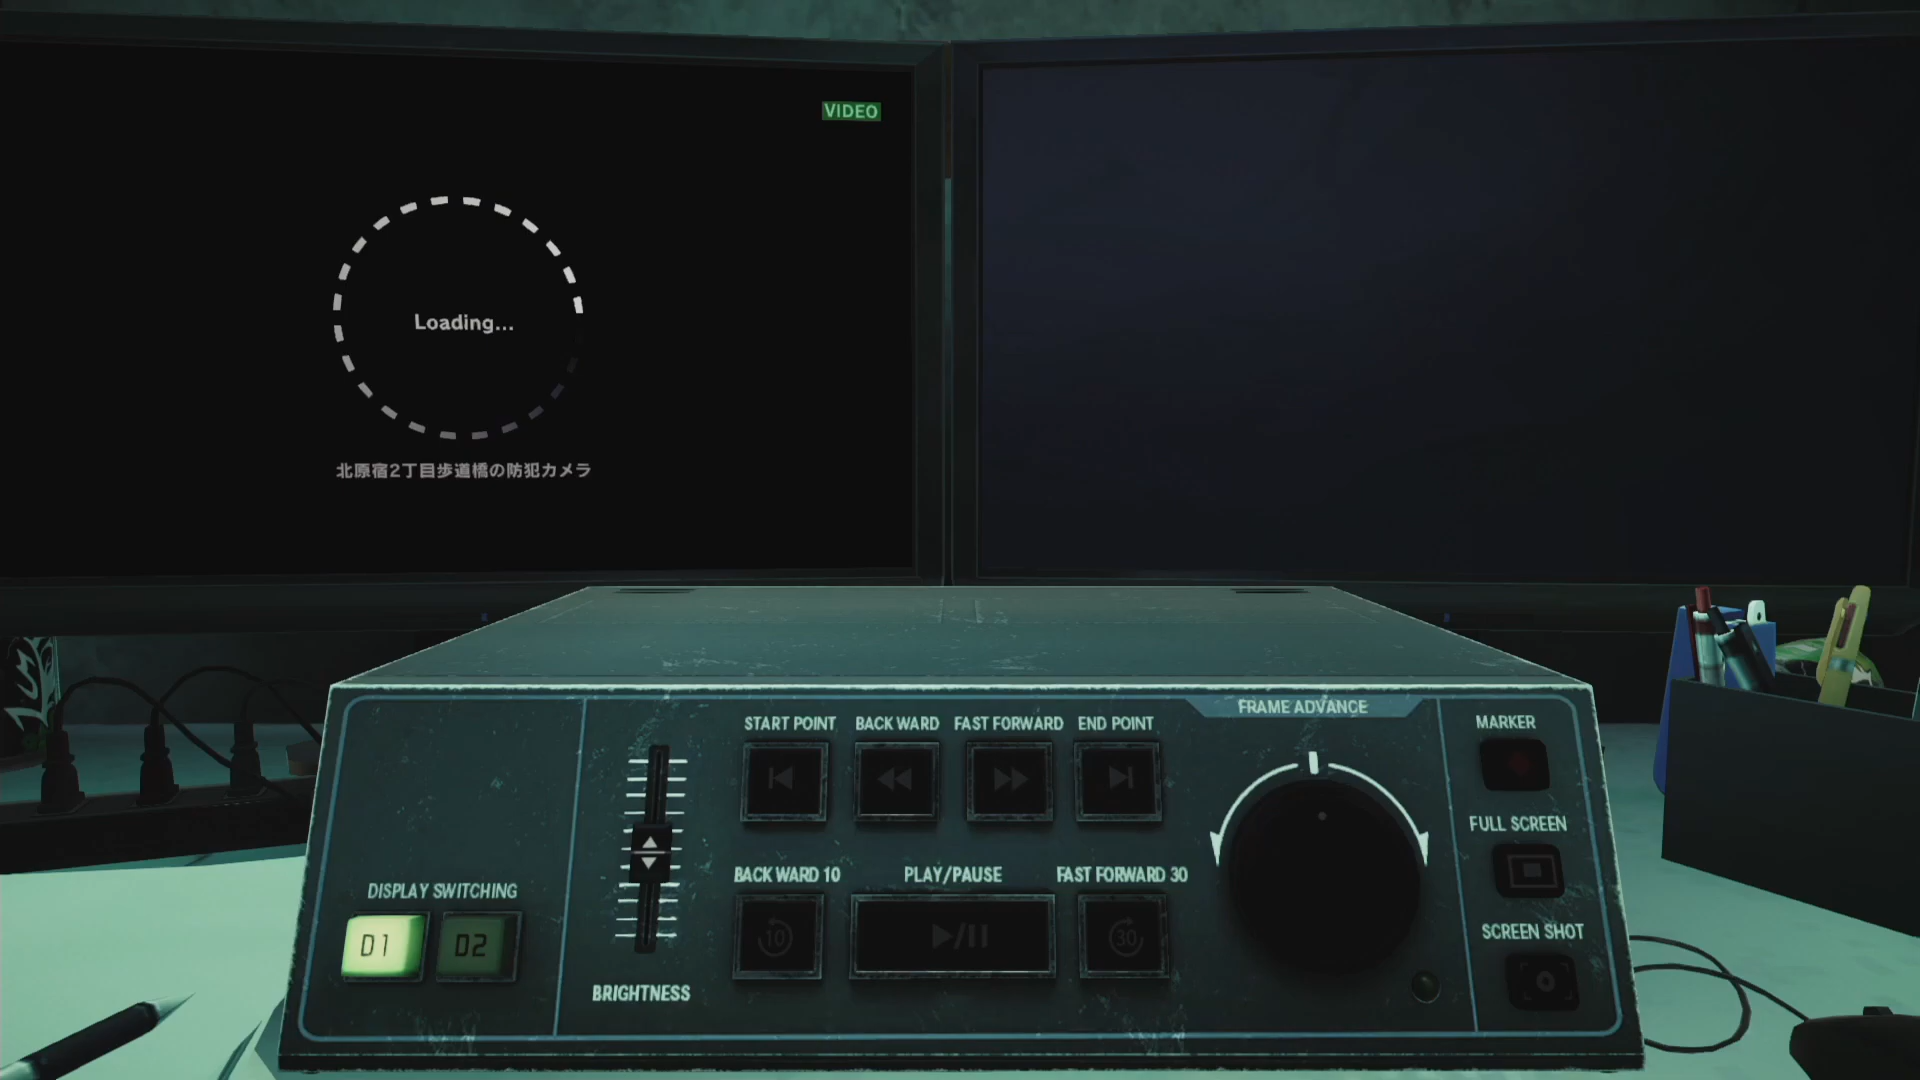 VIDEO
Loading...
北原宿2丁目歩道橋の防犯カメラ
START POINT
BACK WARD
FAST FORWARD
END POINT
FRAME ADVANCE
MARKER
FULL SCREEN
BACK WARD 10
PLAY/PAUSE
FAST FORWARD 30
DISPLAY SWITCHING
SCREEN SHOT
D1
D2
10
30
BRIGHTNESS